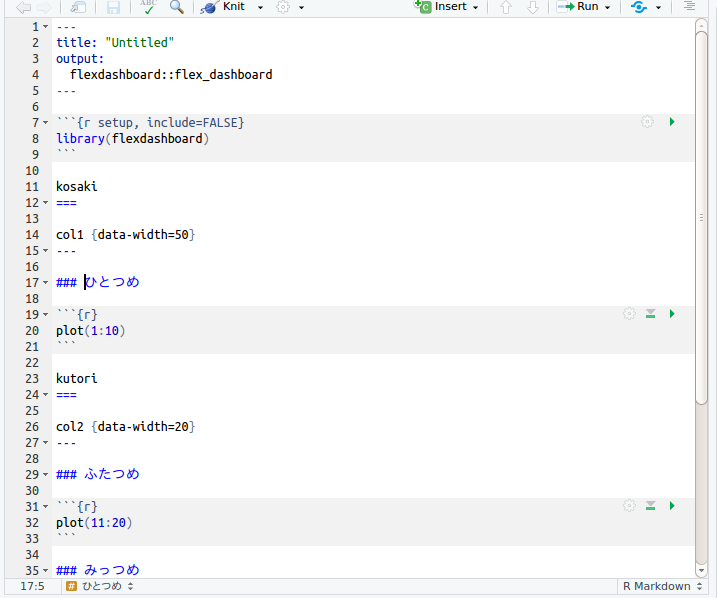 ABC Knit Insert Run
1 ---
2 title: "Untitled"
3 output:
4   flexdashboard::flex_dashboard
5 ---
6
7 ```{r setup, include=FALSE}
8 library(flexdashboard)
9 ```
10
11 kosaki
12 ===
13
14 col1 {data-width=50}
15 ---
16
17 ### ひとつめ
18
19 ```{r}
20 plot(1:10)
21 ```
22
23 kutori
24 ===
25
26 col2 {data-width=20}
27 ---
28
29 ### ふたつめ
30
31 ```{r}
32 plot(11:20)
33 ```
34
35 ### みっつめ
17:5 # ひとつめ R Markdown